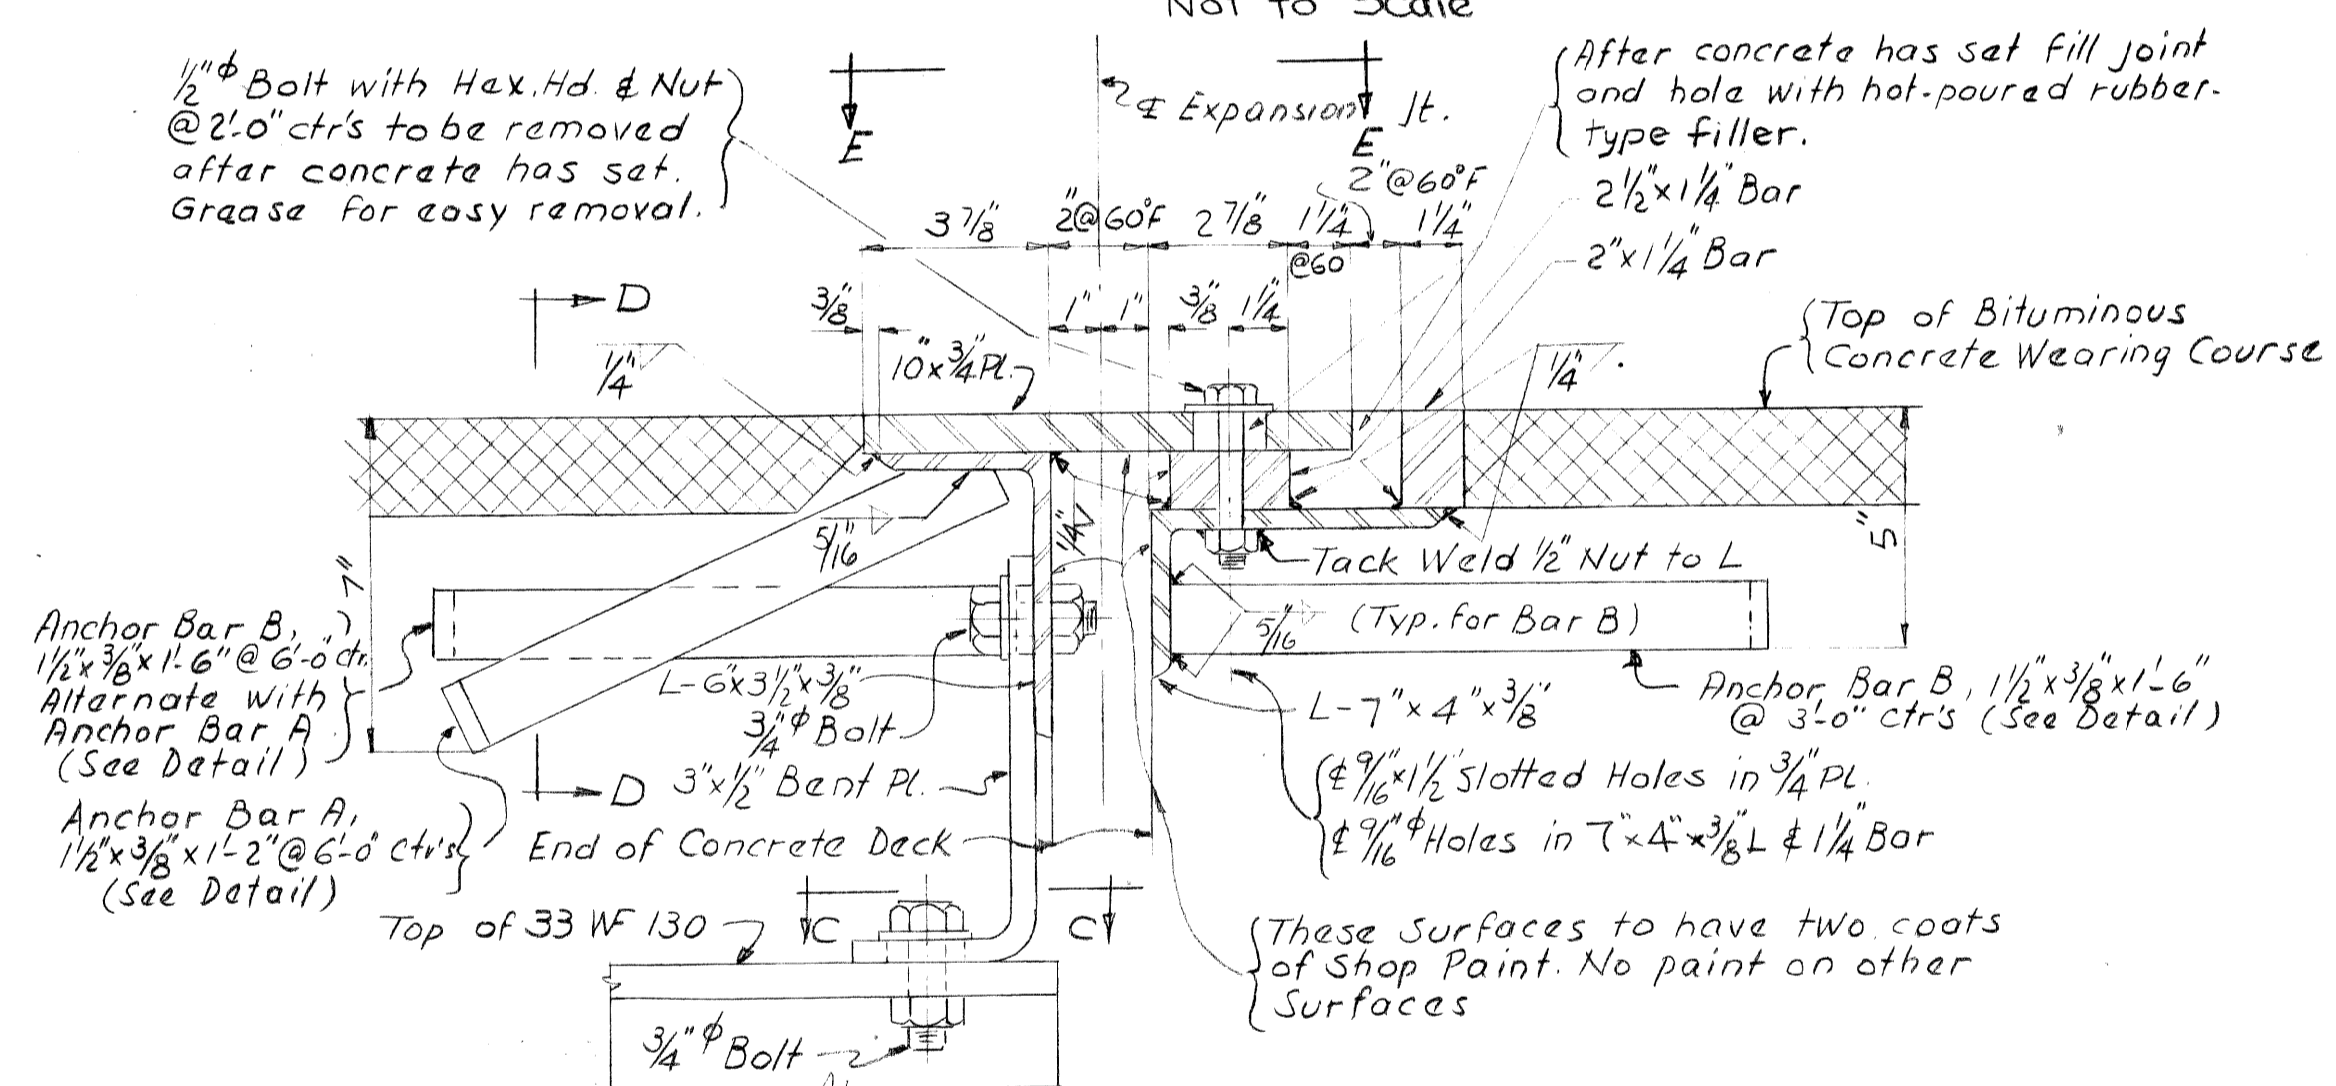 Not to Scale
1/2"ϕ Bolt with Hex. Hd. & Nut
@2'-0" ctr's to be removed
after concrete has set.
Grease for easy removal.
E
℄ Expansion Jt.
E
After concrete has set fill joint
and hole with hot-poured rubber-
type filler.
2 1/2" x 1 1/4" Bar
2" x 1 1/4" Bar
2" @60°F
3 7/8" 2" @60°F 2 7/8" 1 1/4" 1 1/4"
@60
D
3/8" 1" 1" 3/8" 1 1/4"
1/4"
10" x 3/4" Pl.
1/4"
Top of Bituminous
Concrete Wearing Course
5/16"
1/4"
Tack Weld 1/2" Nut to L
5"
7"
5/16" (Typ. for Bar B)
Anchor Bar B,
1 1/2" x 3/8" x 1'-6" @ 6'-0" ctr.
Alternate with
Anchor Bar A
(See Detail)
L-6" x 3 1/2" x 3/8"
3/4"ϕ Bolt
L-7" x 4" x 3/8"
Anchor Bar B, 1 1/2" x 3/8" x 1'-6"
@ 3'-0" ctr's (See Detail)
D
3" x 1/2" Bent Pl.
℄ 9/16" x 1 1/2" Slotted Holes in 3/4" PL.
℄ 9/16"ϕ Holes in 7" x 4" x 3/8" L & 1 1/4" Bar
Anchor Bar A,
1 1/2" x 3/8" x 1'-2" @ 6'-0" ctr's
(See Detail)
End of Concrete Deck
Top of 33 WF 130
C
C
These Surfaces to have two coats
of Shop Paint. No paint on other
Surfaces
3/4"ϕ Bolt